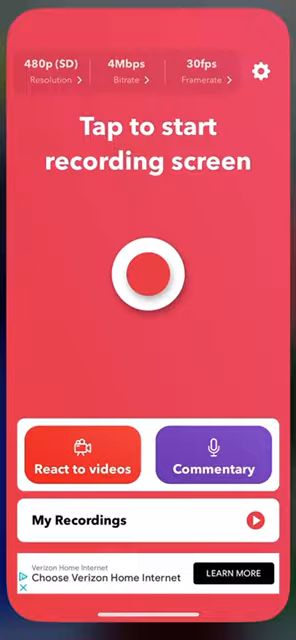 480p (SD) 4Mbps 30fps
Resolution > Bitrate > Framerate >
Tap to start
recording screen
React to videos Commentary
My Recordings
Verizon Home Internet
Choose Verizon Home Internet
LEARN MORE